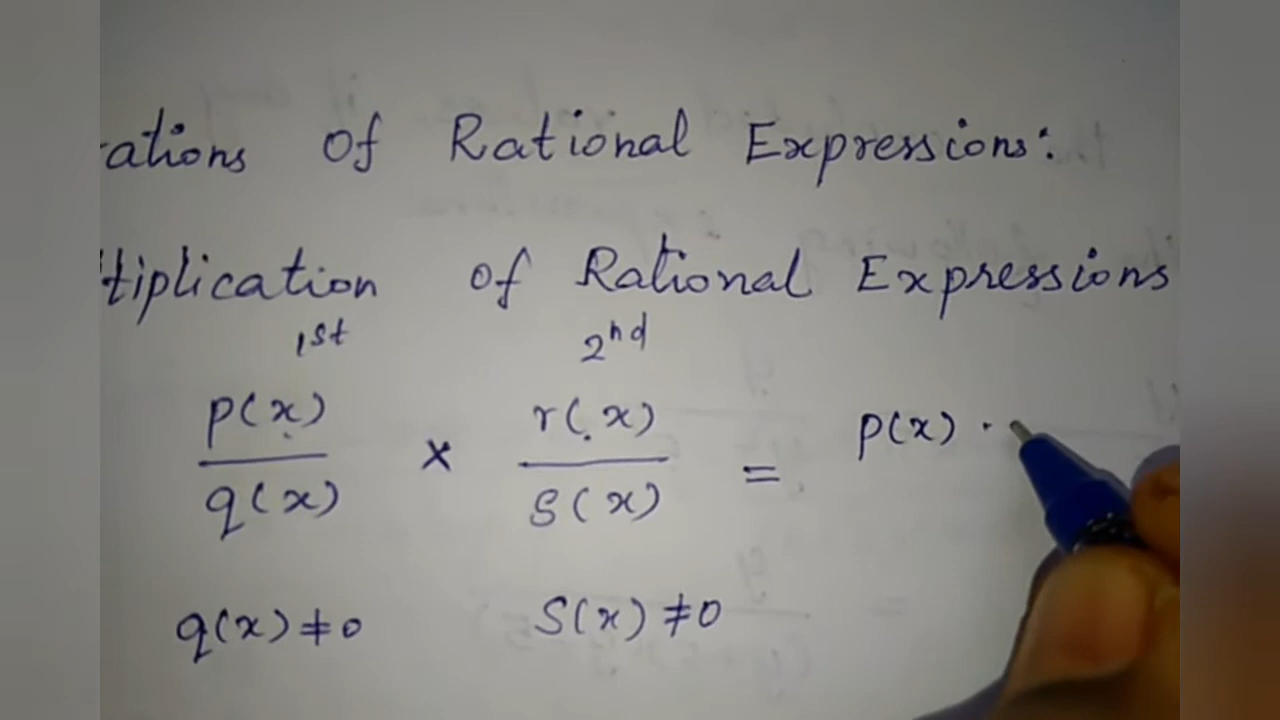 ations Of Rational Expressions:
tiplication of Rational Expressions
1st 2nd
p(x) r(x) p(x) ·
× =
q(x) s(x)
q(x) ≠ 0 S(x) ≠ 0